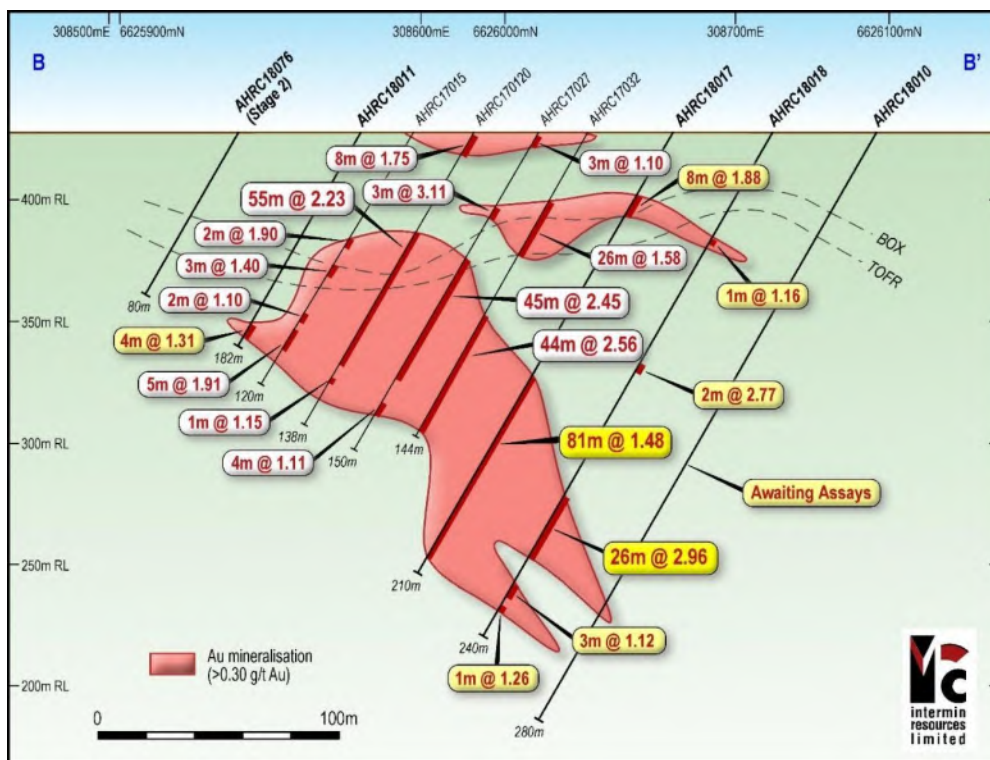 308500mE 6625900mN 308600mE 6626000mN 308700mE 6626100mN
B
B'
AHRC18076
(Stage 2)
AHRC18011
AHRC17015
AHRC170120
AHRC17027
AHRC17032
AHRC18017
AHRC18018
AHRC18010
8m @ 1.75
3m @ 1.10
8m @ 1.88
3m @ 3.11
55m @ 2.23
400m RL
2m @ 1.90
BOX
26m @ 1.58
3m @ 1.40
TOFR
1m @ 1.16
80m
2m @ 1.10
45m @ 2.45
350m RL
4m @ 1.31
182m
44m @ 2.56
5m @ 1.91
120m
2m @ 2.77
1m @ 1.15
138m
300m RL
144m
81m @ 1.48
4m @ 1.11
150m
Awaiting Assays
250m RL
210m
26m @ 2.96
240m
3m @ 1.12
Au mineralisation
(>0.30 g/t Au)
1m @ 1.26
200m RL
280m
0 100m
intermin
resources
limited